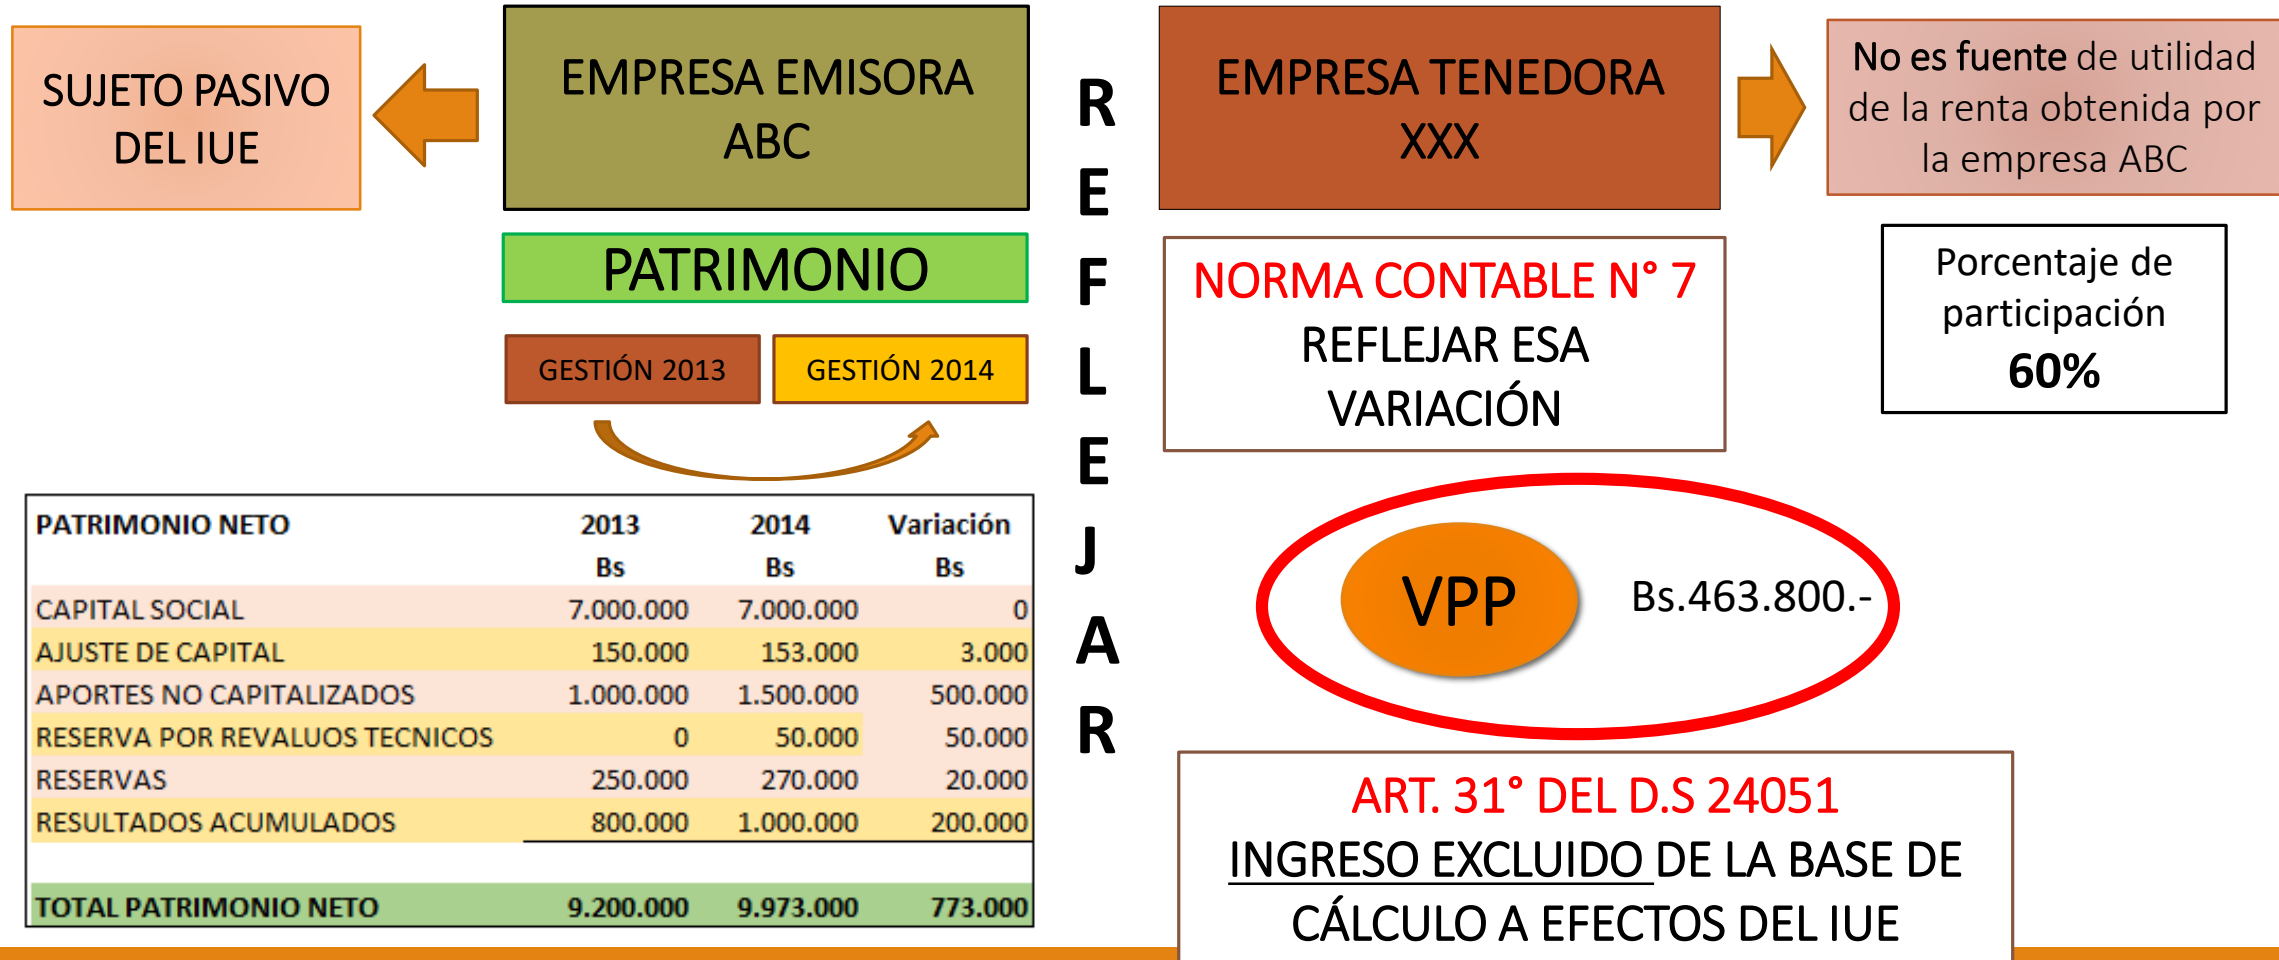 SUJETO PASIVO
DEL IUE
EMPRESA EMISORA
ABC
PATRIMONIO
GESTIÓN 2013
GESTIÓN 2014
PATRIMONIO NETO 2013 2014 Variación
Bs Bs Bs
CAPITAL SOCIAL 7.000.000 7.000.000 0
AJUSTE DE CAPITAL 150.000 153.000 3.000
APORTES NO CAPITALIZADOS 1.000.000 1.500.000 500.000
RESERVA POR REVALUOS TECNICOS 0 50.000 50.000
RESERVAS 250.000 270.000 20.000
RESULTADOS ACUMULADOS 800.000 1.000.000 200.000
TOTAL PATRIMONIO NETO 9.200.000 9.973.000 773.000
R
E
F
L
E
J
A
R
EMPRESA TENEDORA
XXX
No es fuente de utilidad
de la renta obtenida por
la empresa ABC
NORMA CONTABLE N° 7
REFLEJAR ESA
VARIACIÓN
Porcentaje de
participación
60%
VPP
Bs.463.800.-
ART. 31° DEL D.S 24051
INGRESO EXCLUIDO DE LA BASE DE
CÁLCULO A EFECTOS DEL IUE